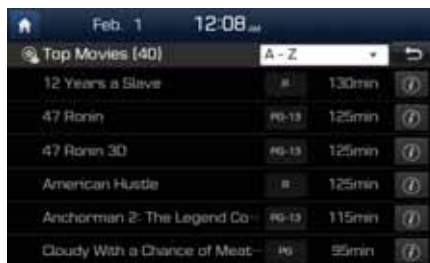 Feb. 1 12:08 AM
Top Movies (40) A - Z
12 Years a Slave R 130min
47 Ronin PG-13 125min
47 Ronin 3D PG-13 125min
American Hustle R 125min
Anchorman 2: The Legend Co… PG-13 115min
Cloudy With a Chance of Meat… PG 95min